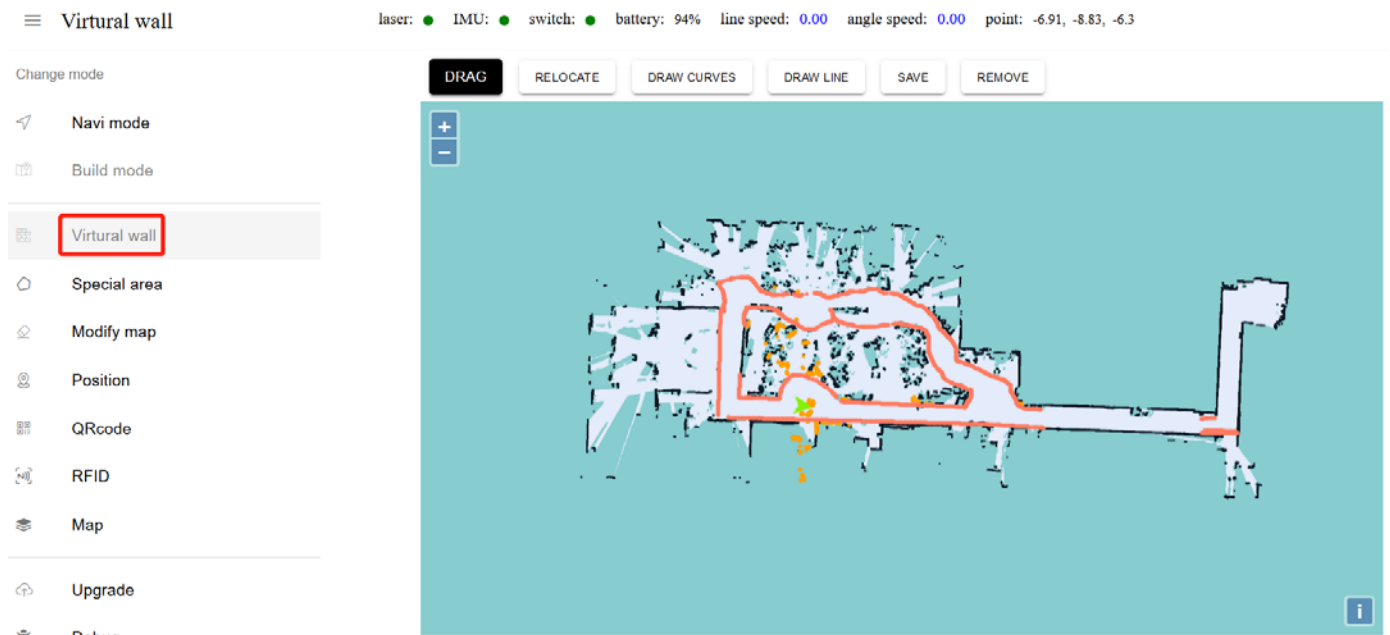 Virtural wall
laser: IMU: switch: battery: 94% line speed: 0.00 angle speed: 0.00 point: -6.91, -8.83, -6.3
Change mode
DRAG RELOCATE DRAW CURVES DRAW LINE SAVE REMOVE
+
−
Navi mode
Build mode
Virtural wall
Special area
Modify map
Position
QRcode
RFID
Map
Upgrade
i